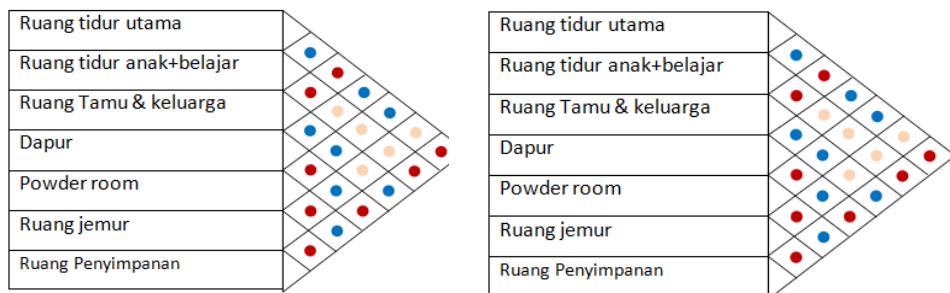 Ruang tidur utama
Ruang tidur anak+belajar
Ruang Tamu & keluarga
Dapur
Powder room
Ruang jemur
Ruang Penyimpanan
Ruang tidur utama
Ruang tidur anak+belajar
Ruang Tamu & keluarga
Dapur
Powder room
Ruang jemur
Ruang Penyimpanan